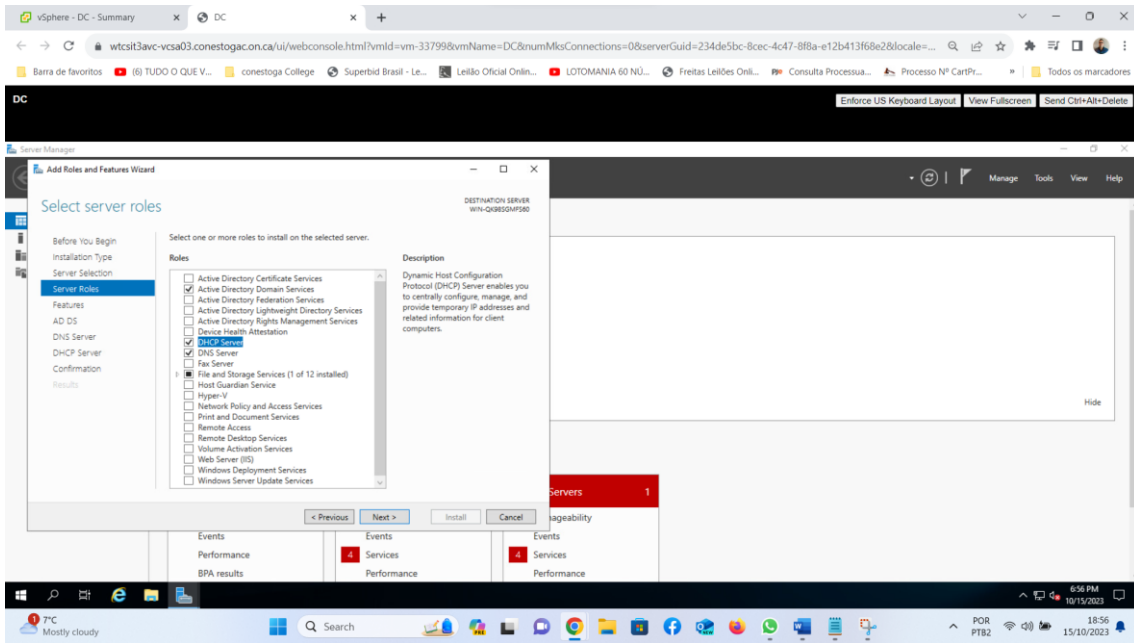 vSphere - DC - Summary
DC
wtcsit3avc-vcsa03.conestogac.on.ca/ui/webconsole.html?vmId=vm-33799&vmName=DC&numMksConnections=0&serverGuid=234de5bc-8cec-4c47-8f8a-e12b413f68e2&locale=...
Barra de favoritos
(6) TUDO O QUE V...
conestoga College
Superbid Brasil - Le...
Leilão Oficial Onlin...
LOTOMANIA 60 NÚ...
Freitas Leilões Onli...
Consulta Processua...
Processo Nº CartPr...
»
Todos os marcadores
DC
Enforce US Keyboard Layout
View Fullscreen
Send Ctrl+Alt+Delete
Server Manager
Manage
Tools
View
Help
Add Roles and Features Wizard
Select server roles
DESTINATION SERVER
WIN-QK98SGMFS60
Before You Begin
Installation Type
Server Selection
Server Roles
Features
AD DS
DNS Server
DHCP Server
Confirmation
Results
Select one or more roles to install on the selected server.
Roles
Active Directory Certificate Services
Active Directory Domain Services
Active Directory Federation Services
Active Directory Lightweight Directory Services
Active Directory Rights Management Services
Device Health Attestation
DHCP Server
DNS Server
Fax Server
File and Storage Services (1 of 12 installed)
Host Guardian Service
Hyper-V
Network Policy and Access Services
Print and Document Services
Remote Access
Remote Desktop Services
Volume Activation Services
Web Server (IIS)
Windows Deployment Services
Windows Server Update Services
Description
Dynamic Host Configuration
Protocol (DHCP) Server enables you
to centrally configure, manage, and
provide temporary IP addresses and
related information for client
computers.
< Previous
Next >
Install
Cancel
Hide
Servers
1
nageability
Events
Events
Events
Performance
4 Services
4 Services
BPA results
Performance
Performance
6:56 PM
10/15/2023
1
7°C
Mostly cloudy
Search
PRE
POR
PTB2
18:56
15/10/2023